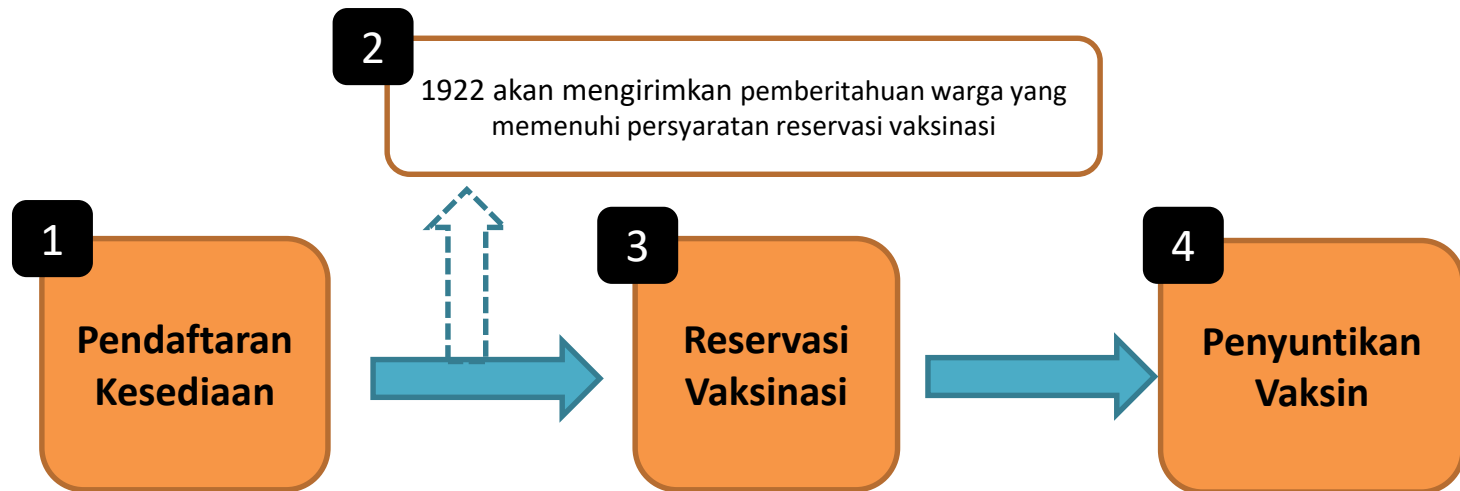 1
Pendaftaran
Kesediaan
2
1922 akan mengirimkan pemberitahuan warga yang
memenuhi persyaratan reservasi vaksinasi
3
Reservasi
Vaksinasi
4
Penyuntikan
Vaksin